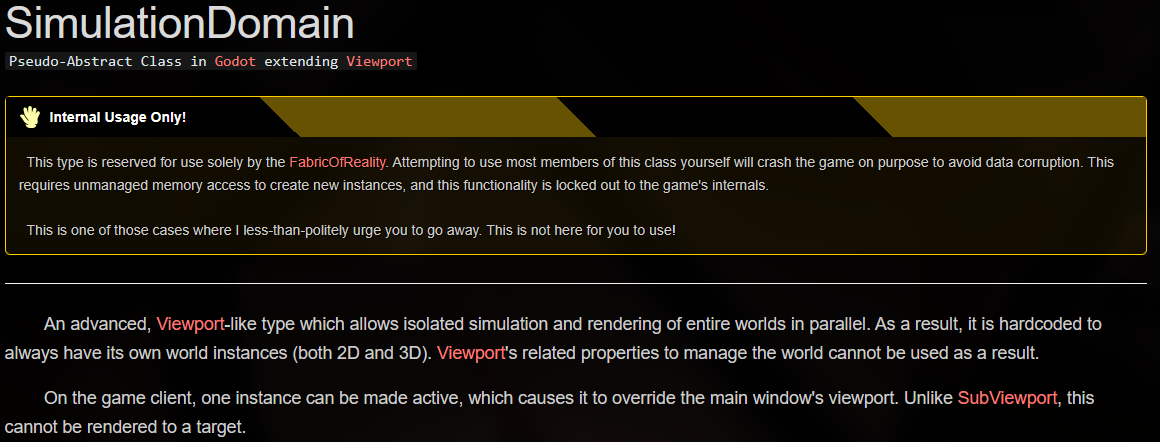 SimulationDomain
Pseudo-Abstract Class in Godot extending Viewport
Internal Usage Only!
This type is reserved for use solely by the FabricOfReality. Attempting to use most members of this class yourself will crash the game on purpose to avoid data corruption. This
requires unmanaged memory access to create new instances, and this functionality is locked out to the game's internals.
This is one of those cases where I less-than-politely urge you to go away. This is not here for you to use!
An advanced, Viewport-like type which allows isolated simulation and rendering of entire worlds in parallel. As a result, it is hardcoded to
always have its own world instances (both 2D and 3D). Viewport's related properties to manage the world cannot be used as a result.
On the game client, one instance can be made active, which causes it to override the main window's viewport. Unlike SubViewport, this
cannot be rendered to a target.